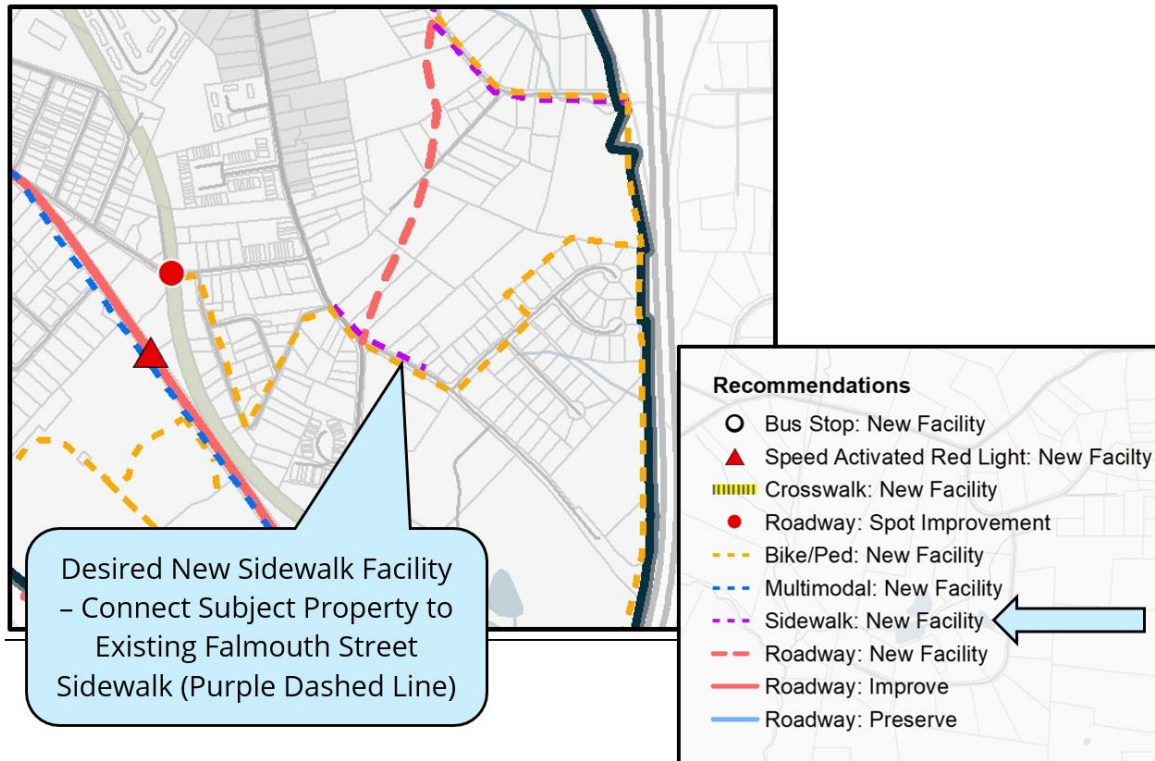 Desired New Sidewalk Facility
– Connect Subject Property to
Existing Falmouth Street
Sidewalk (Purple Dashed Line)
Recommendations
Bus Stop: New Facility
Speed Activated Red Light: New Facilty
Crosswalk: New Facility
Roadway: Spot Improvement
Bike/Ped: New Facility
Multimodal: New Facility
Sidewalk: New Facility
Roadway: New Facility
Roadway: Improve
Roadway: Preserve